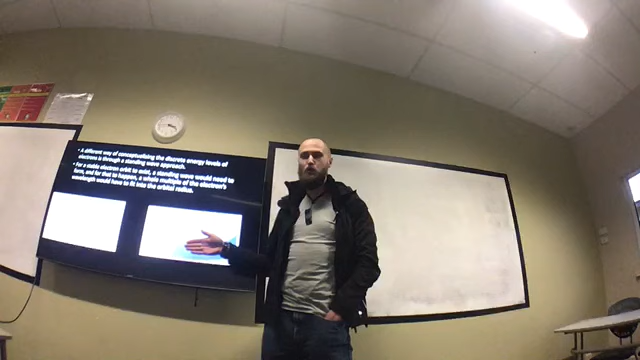 • A different way of conceptualising the discrete energy levels of
electrons is through a standing wave approach.
• For a stable electron orbit to exist, a standing wave would need to
form, and for that to happen, a whole multiple of the electron's
wavelength would have to fit into the orbital radius.